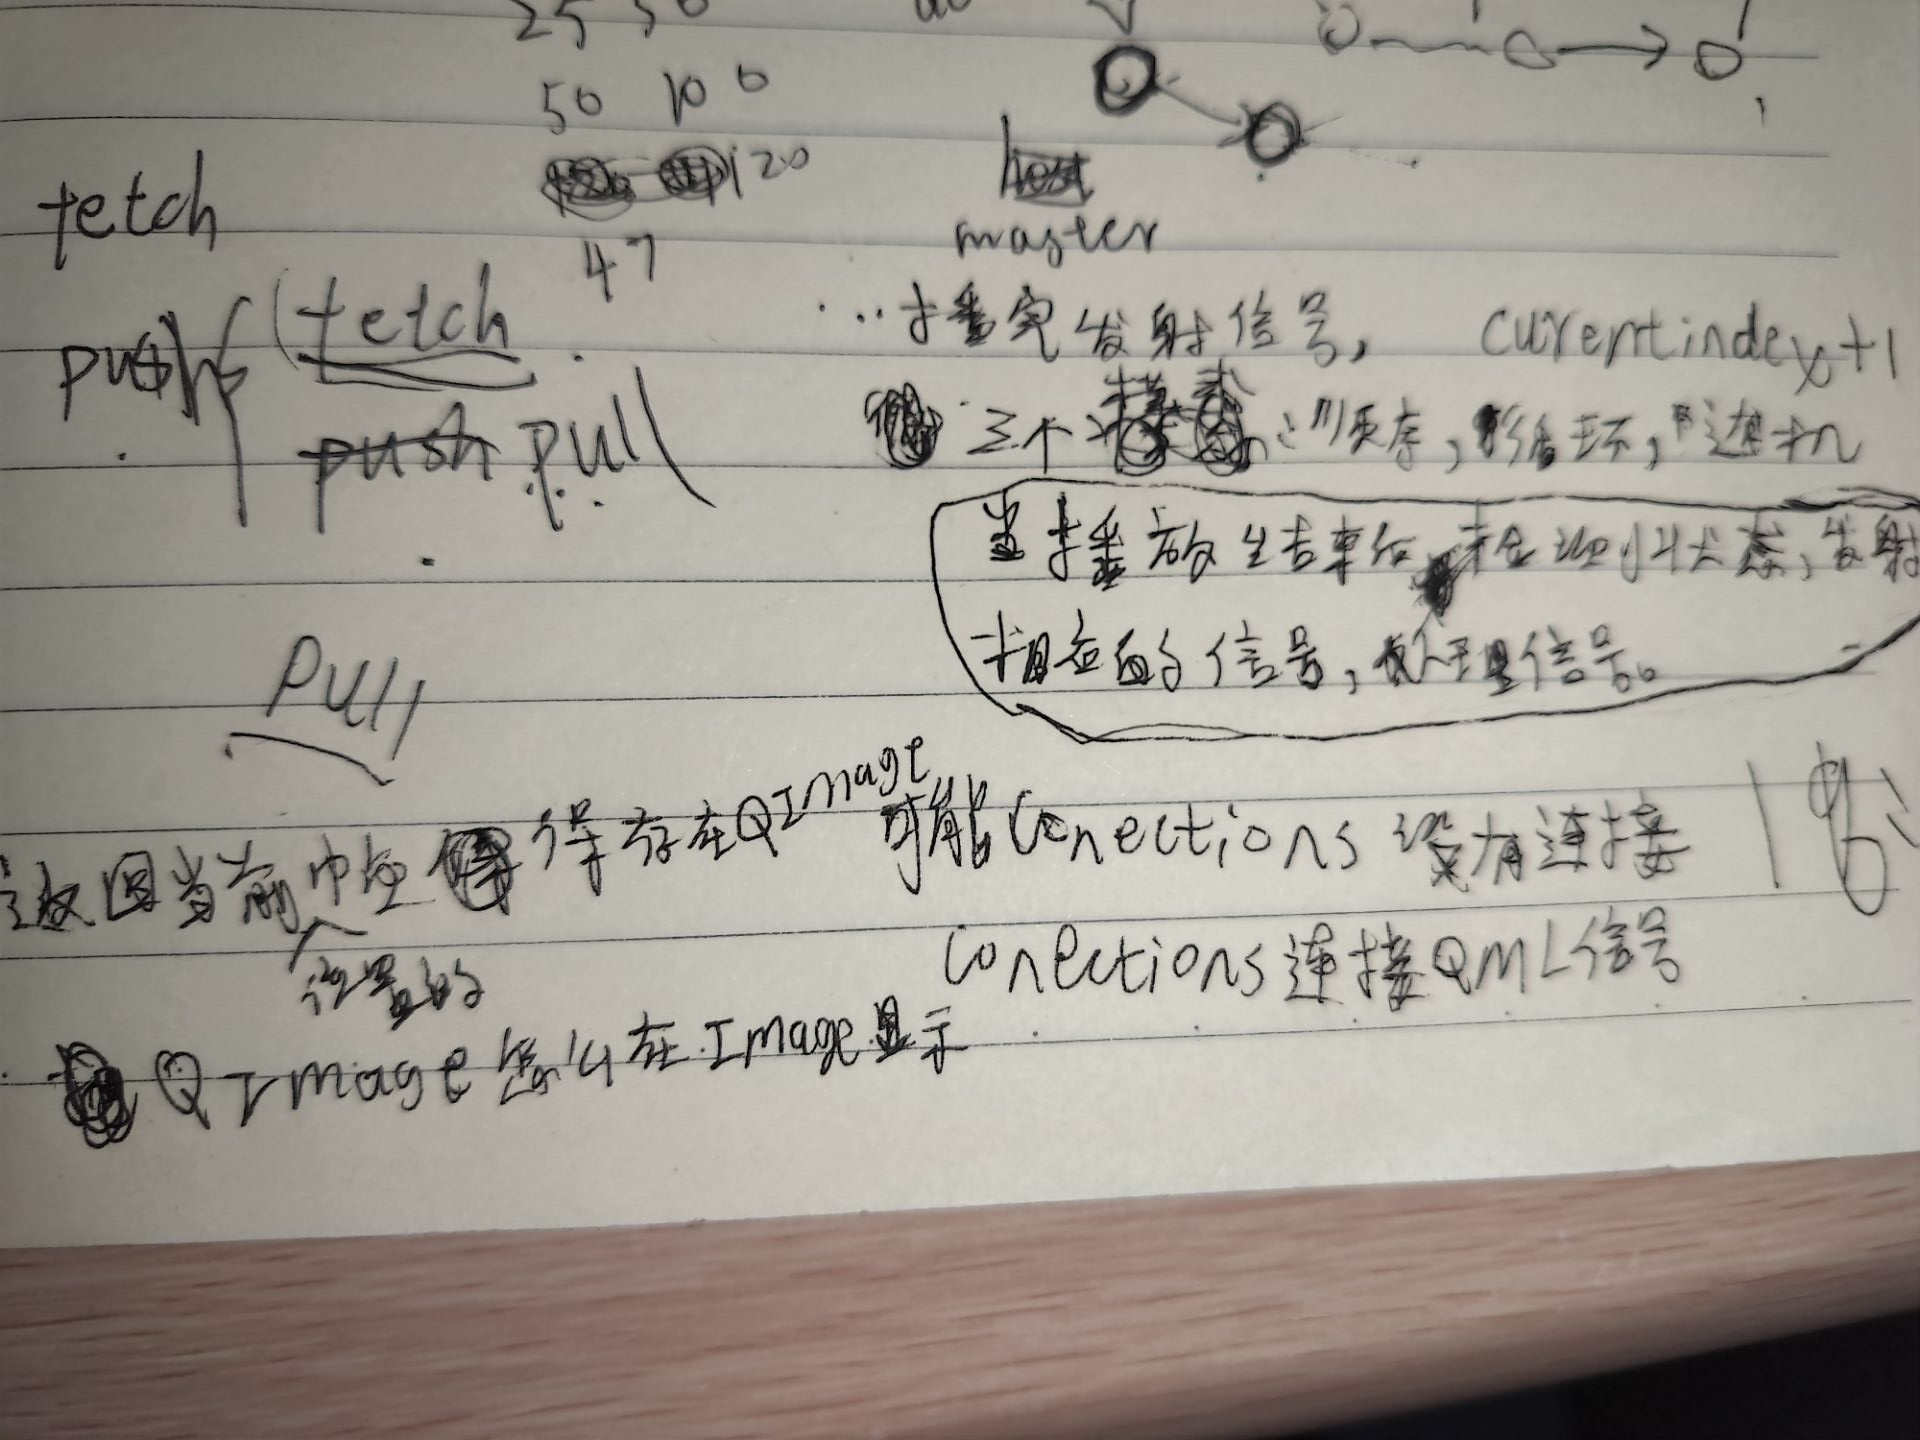 25 50
50 100
120
47
fetch
push
fetch
push pull
pull
master
播完发射信号, curentindex+1
三个模式:顺序,循环,随机
当播放结束后,检测状态,发射
相应的信号,处理信号。
返回当前位置的帧 保存在QImage
可能Conections没有连接
Conections连接QML信号
QImage怎么在Image显示